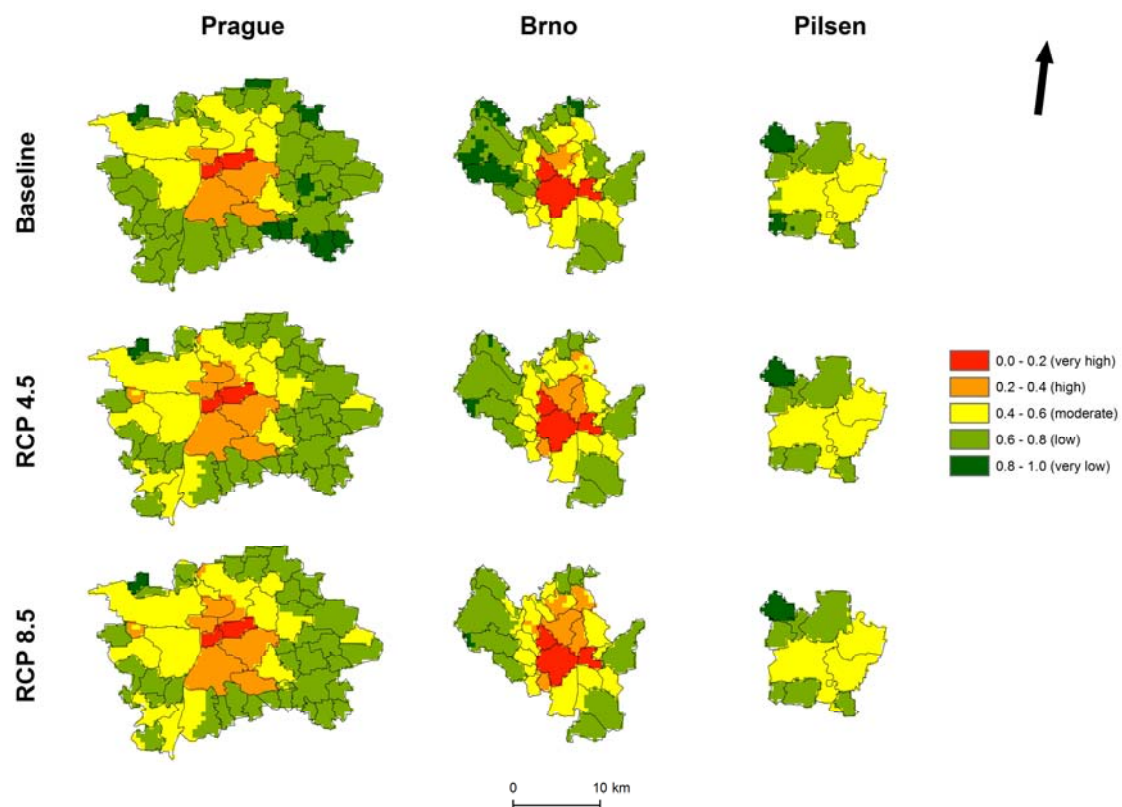 Prague
Brno
Pilsen
Baseline
RCP 4.5
RCP 8.5
0.0 - 0.2 (very high)
0.2 - 0.4 (high)
0.4 - 0.6 (moderate)
0.6 - 0.8 (low)
0.8 - 1.0 (very low)
0 10 km